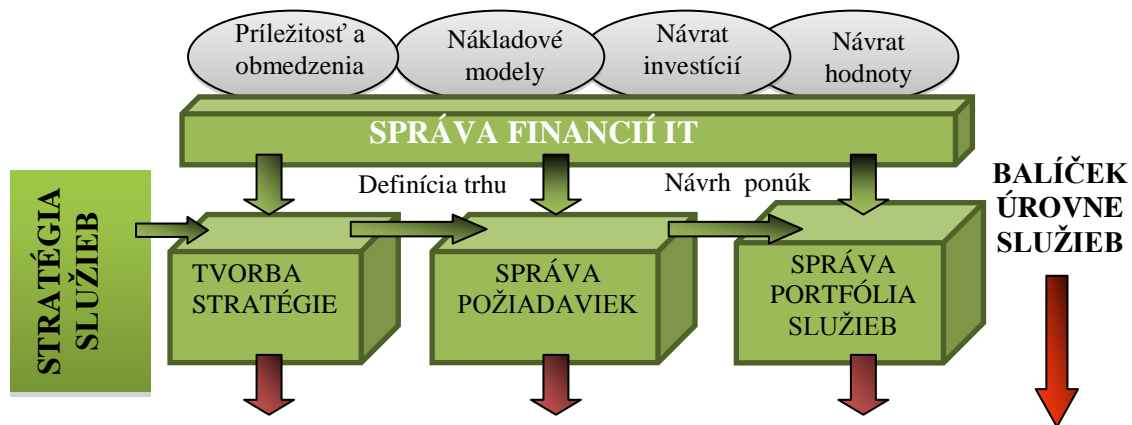 Príležitosť a
obmedzenia
Nákladové
modely
Návrat
investícií
Návrat
hodnoty
SPRÁVA FINANCIÍ IT
Definícia trhu
Návrh ponúk
STRATÉGIA
SLUŽIEB
TVORBA
STRATÉGIE
SPRÁVA
POŽIADAVIEK
SPRÁVA
PORTFÓLIA
SLUŽIEB
BALÍČEK
ÚROVNE
SLUŽIEB